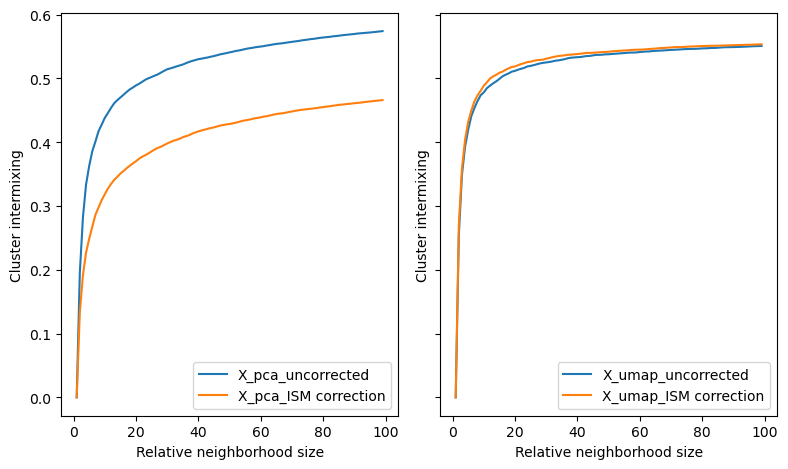 0.6
0.5
0.4
0.3
0.2
0.1
0.0
Cluster intermixing
X_pca_uncorrected
X_pca_ISM correction
0 20 40 60 80 100
Relative neighborhood size
Cluster intermixing
X_umap_uncorrected
X_umap_ISM correction
0 20 40 60 80 100
Relative neighborhood size